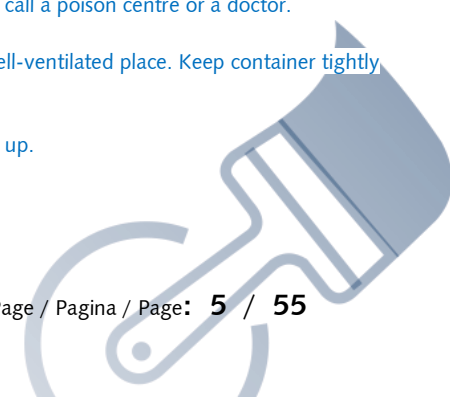 call a poison centre or a doctor.
ell-ventilated place. Keep container tightly
up.
age / Pagina / Page: 5 / 55